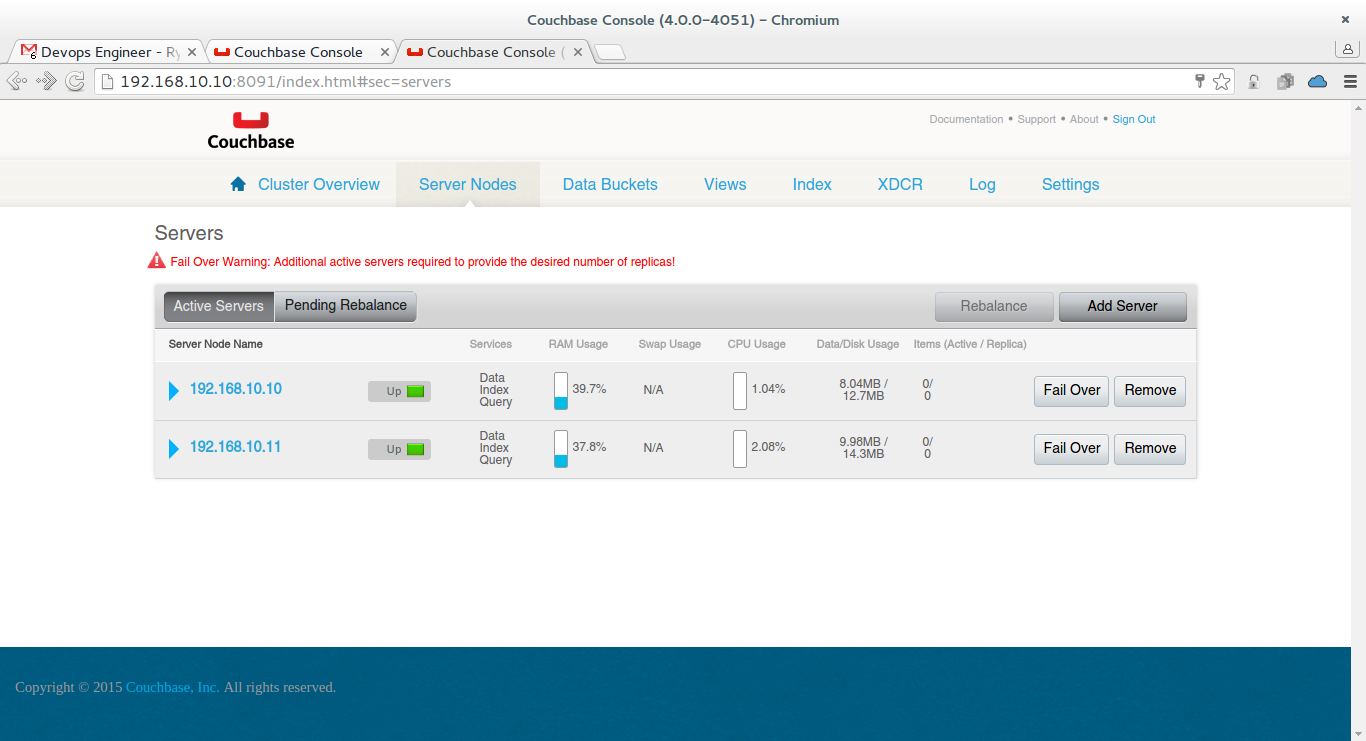 Couchbase Console (4.0.0-4051) - Chromium
Devops Engineer - Ry
Couchbase Console
Couchbase Console (
192.168.10.10:8091/index.html#sec=servers
Couchbase
Documentation • Support • About • Sign Out
Cluster Overview
Server Nodes
Data Buckets
Views
Index
XDCR
Log
Settings
Servers
Fail Over Warning: Additional active servers required to provide the desired number of replicas!
Active Servers
Pending Rebalance
Rebalance
Add Server
Server Node Name
Services
RAM Usage
Swap Usage
CPU Usage
Data/Disk Usage
Items (Active / Replica)
192.168.10.10
Up
Data
Index
Query
39.7%
N/A
1.04%
8.04MB /
12.7MB
0/
0
Fail Over
Remove
192.168.10.11
Up
Data
Index
Query
37.8%
N/A
2.08%
9.98MB /
14.3MB
0/
0
Fail Over
Remove
Copyright © 2015 Couchbase, Inc. All rights reserved.